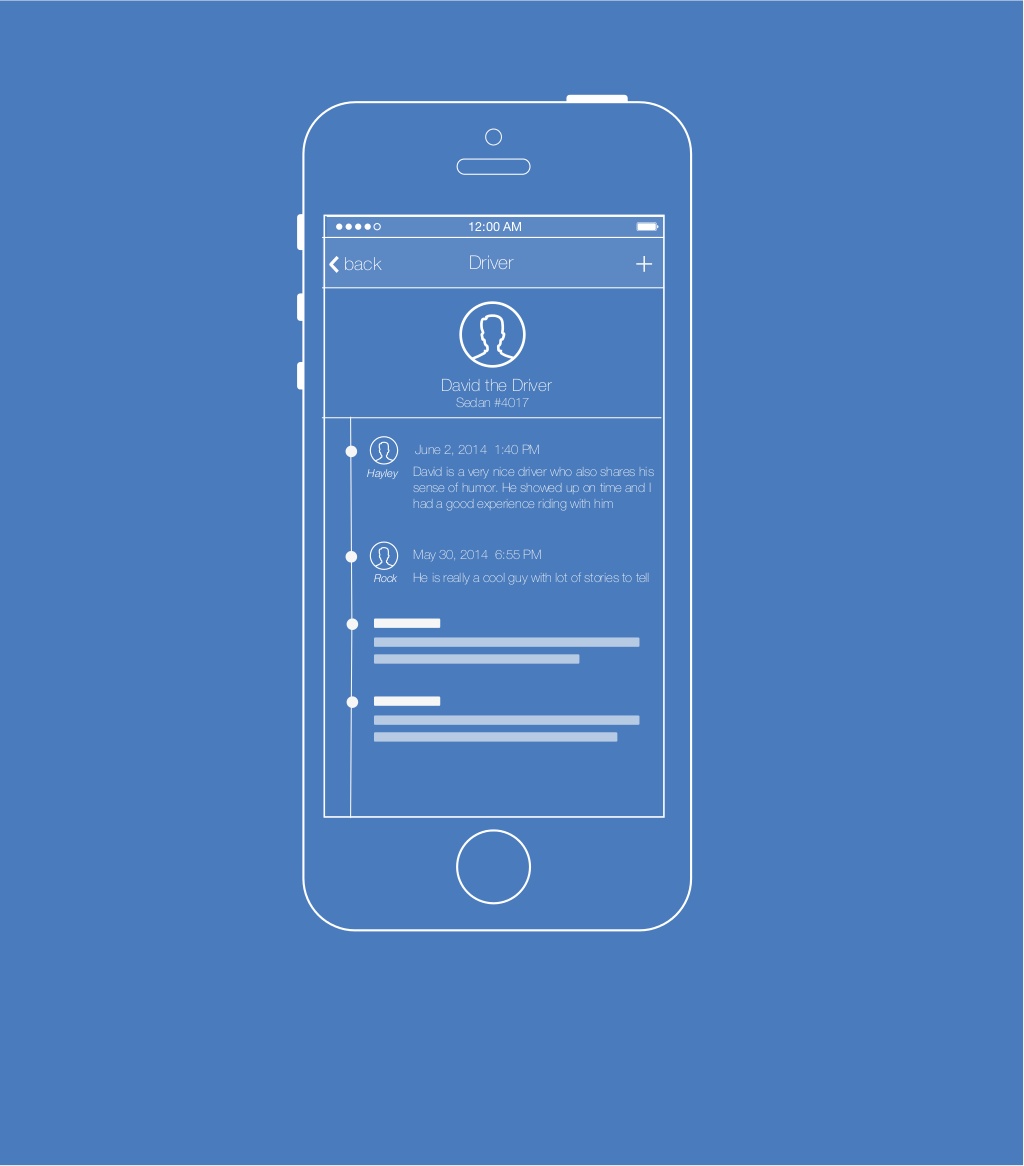 12:00 AM
back
Driver
David the Driver
Sedan #4017
June 2, 2014 1:40 PM
Hayley
David is a very nice driver who also shares his
sense of humor. He showed up on time and I
had a good experience riding with him
May 30, 2014 6:55 PM
Rock
He is really a cool guy with lot of stories to tell